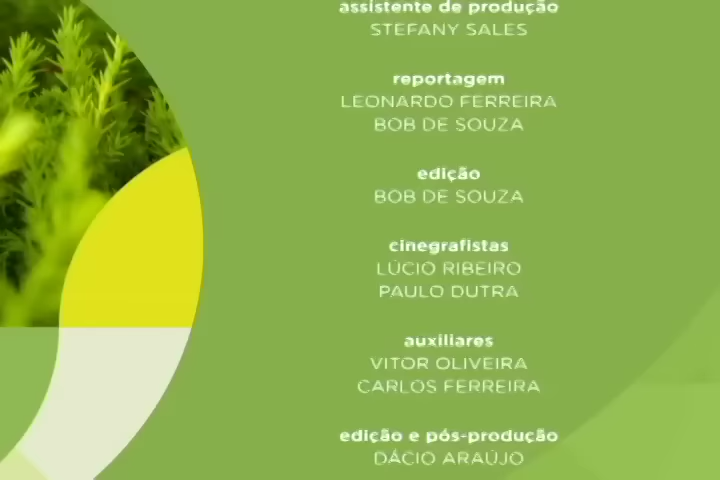 assistente de produção
STEFANY SALES
reportagem
LEONARDO FERREIRA
BOB DE SOUZA
edição
BOB DE SOUZA
cinegrafistas
LÚCIO RIBEIRO
PAULO DUTRA
auxiliares
VITOR OLIVEIRA
CARLOS FERREIRA
edição e pós-produção
DÁCIO ARAÚJO